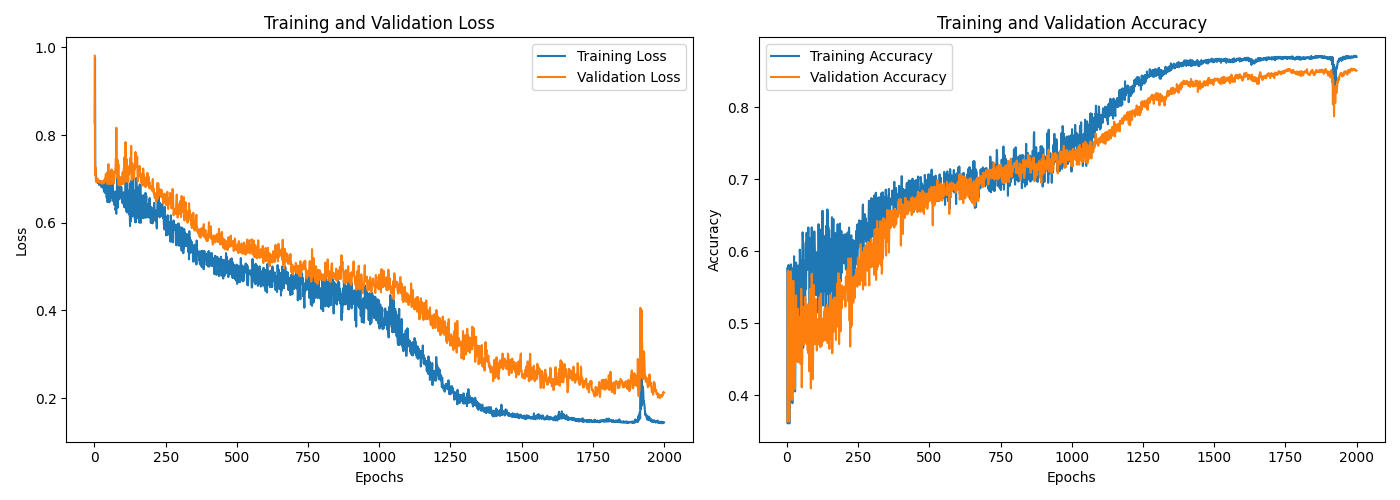 Training and Validation Loss
1.0
0.8
0.6
0.4
0.2
Loss
Training Loss
Validation Loss
0 250 500 750 1000 1250 1500 1750 2000
Epochs
Training and Validation Accuracy
0.8
0.7
0.6
0.5
0.4
Accuracy
Training Accuracy
Validation Accuracy
0 250 500 750 1000 1250 1500 1750 2000
Epochs